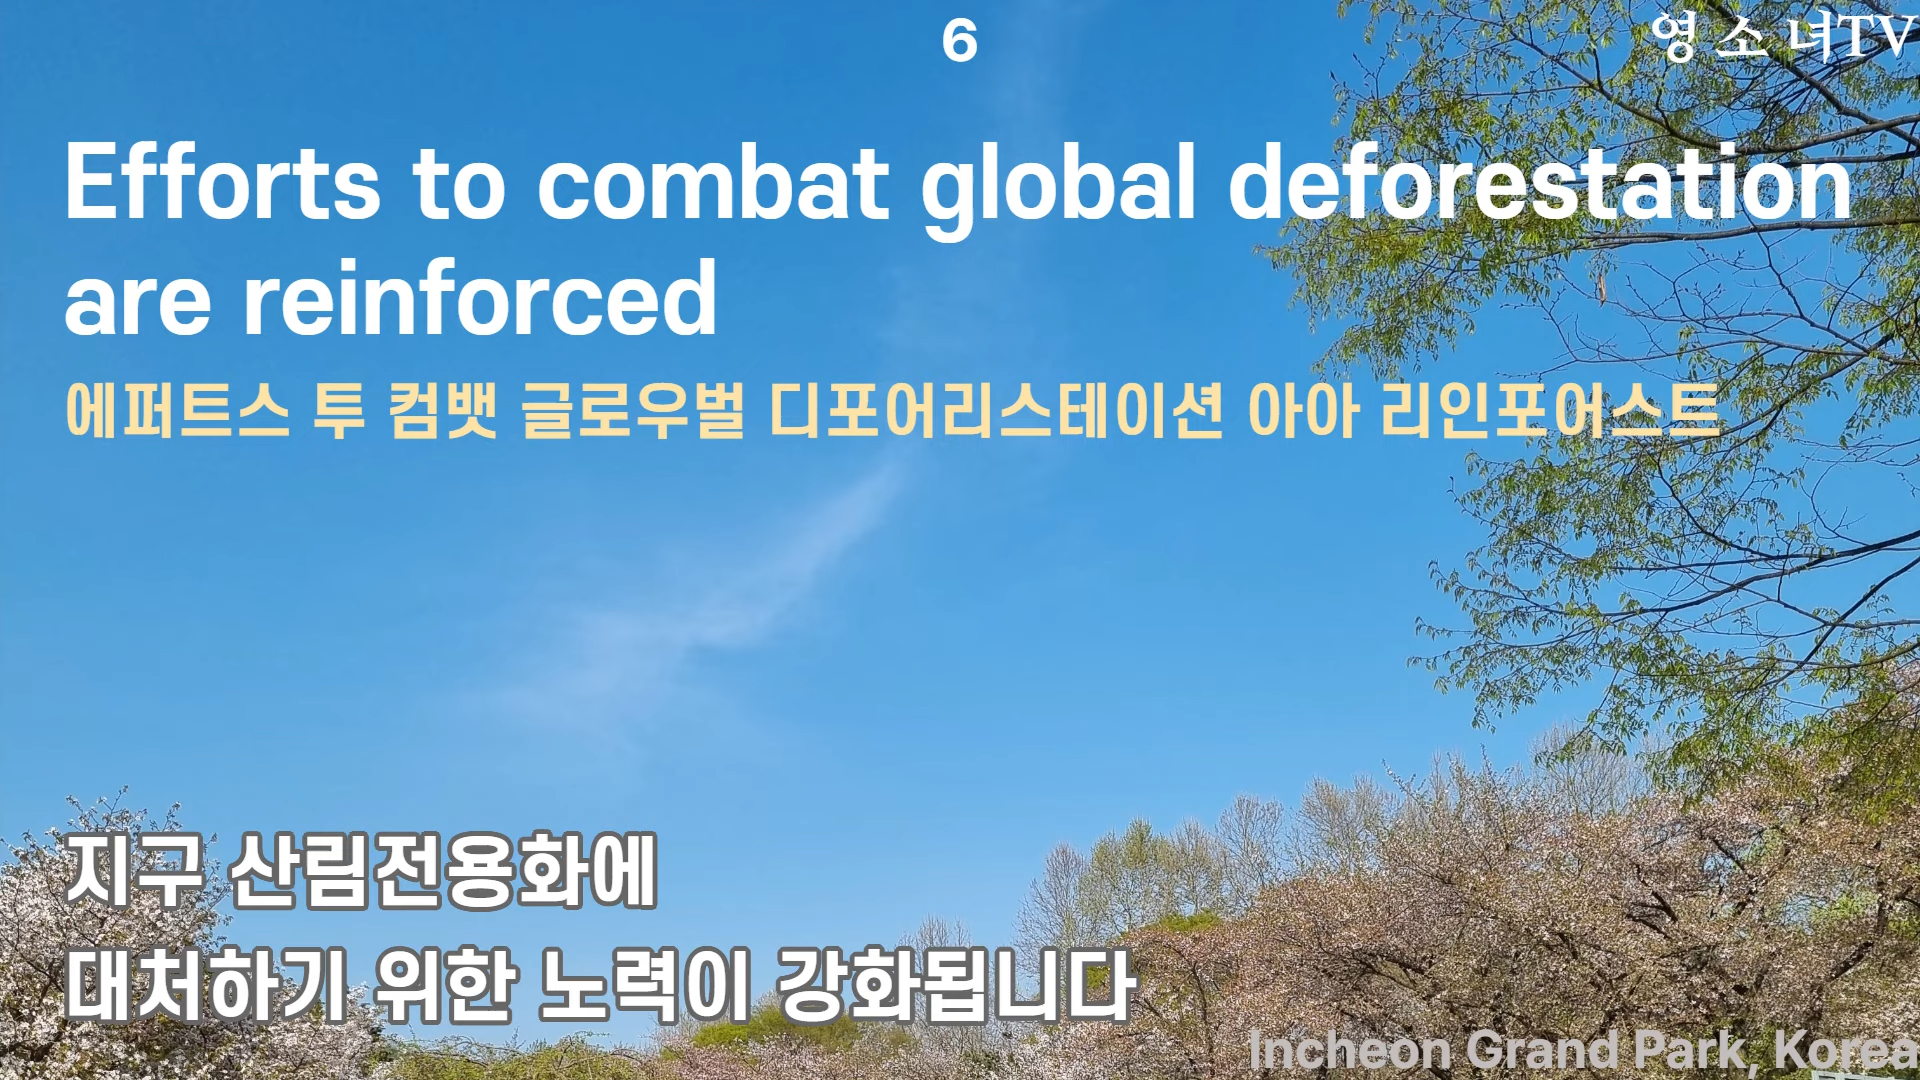 6
영소녀TV
Efforts to combat global deforestation
are reinforced
에퍼트스 투 컴뱃 글로우벌 디포어리스테이션 아아 리인포어스트
지구 산림전용화에
대처하기 위한 노력이 강화됩니다
Incheon Grand Park, Korea